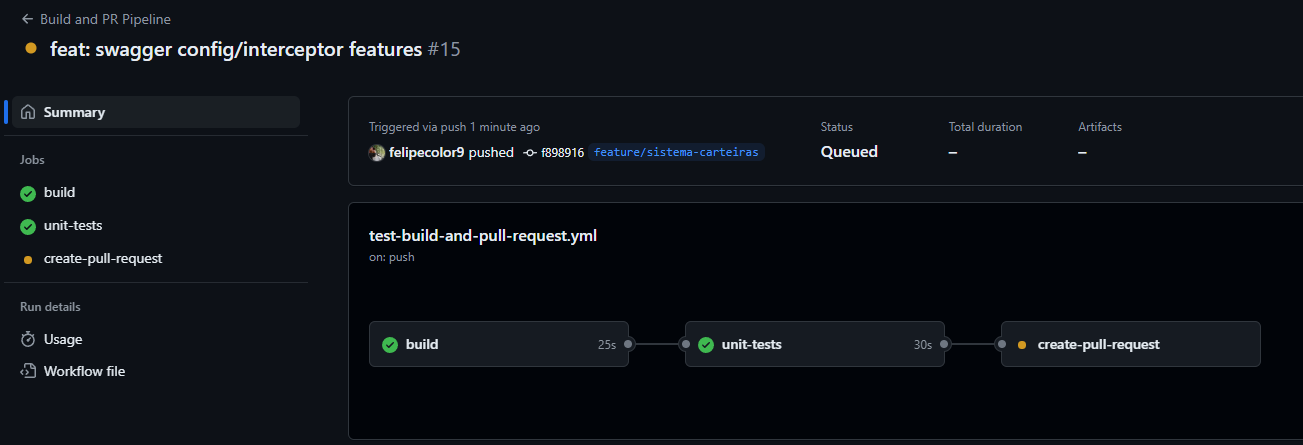 Build and PR Pipeline
feat: swagger config/interceptor features #15
Summary
Jobs
build
unit-tests
create-pull-request
Run details
Usage
Workflow file
Triggered via push 1 minute ago
felipecolor9 pushed f898916 feature/sistema-carteiras
Status
Queued
Total duration
–
Artifacts
–
test-build-and-pull-request.yml
on: push
build 25s
unit-tests 30s
create-pull-request